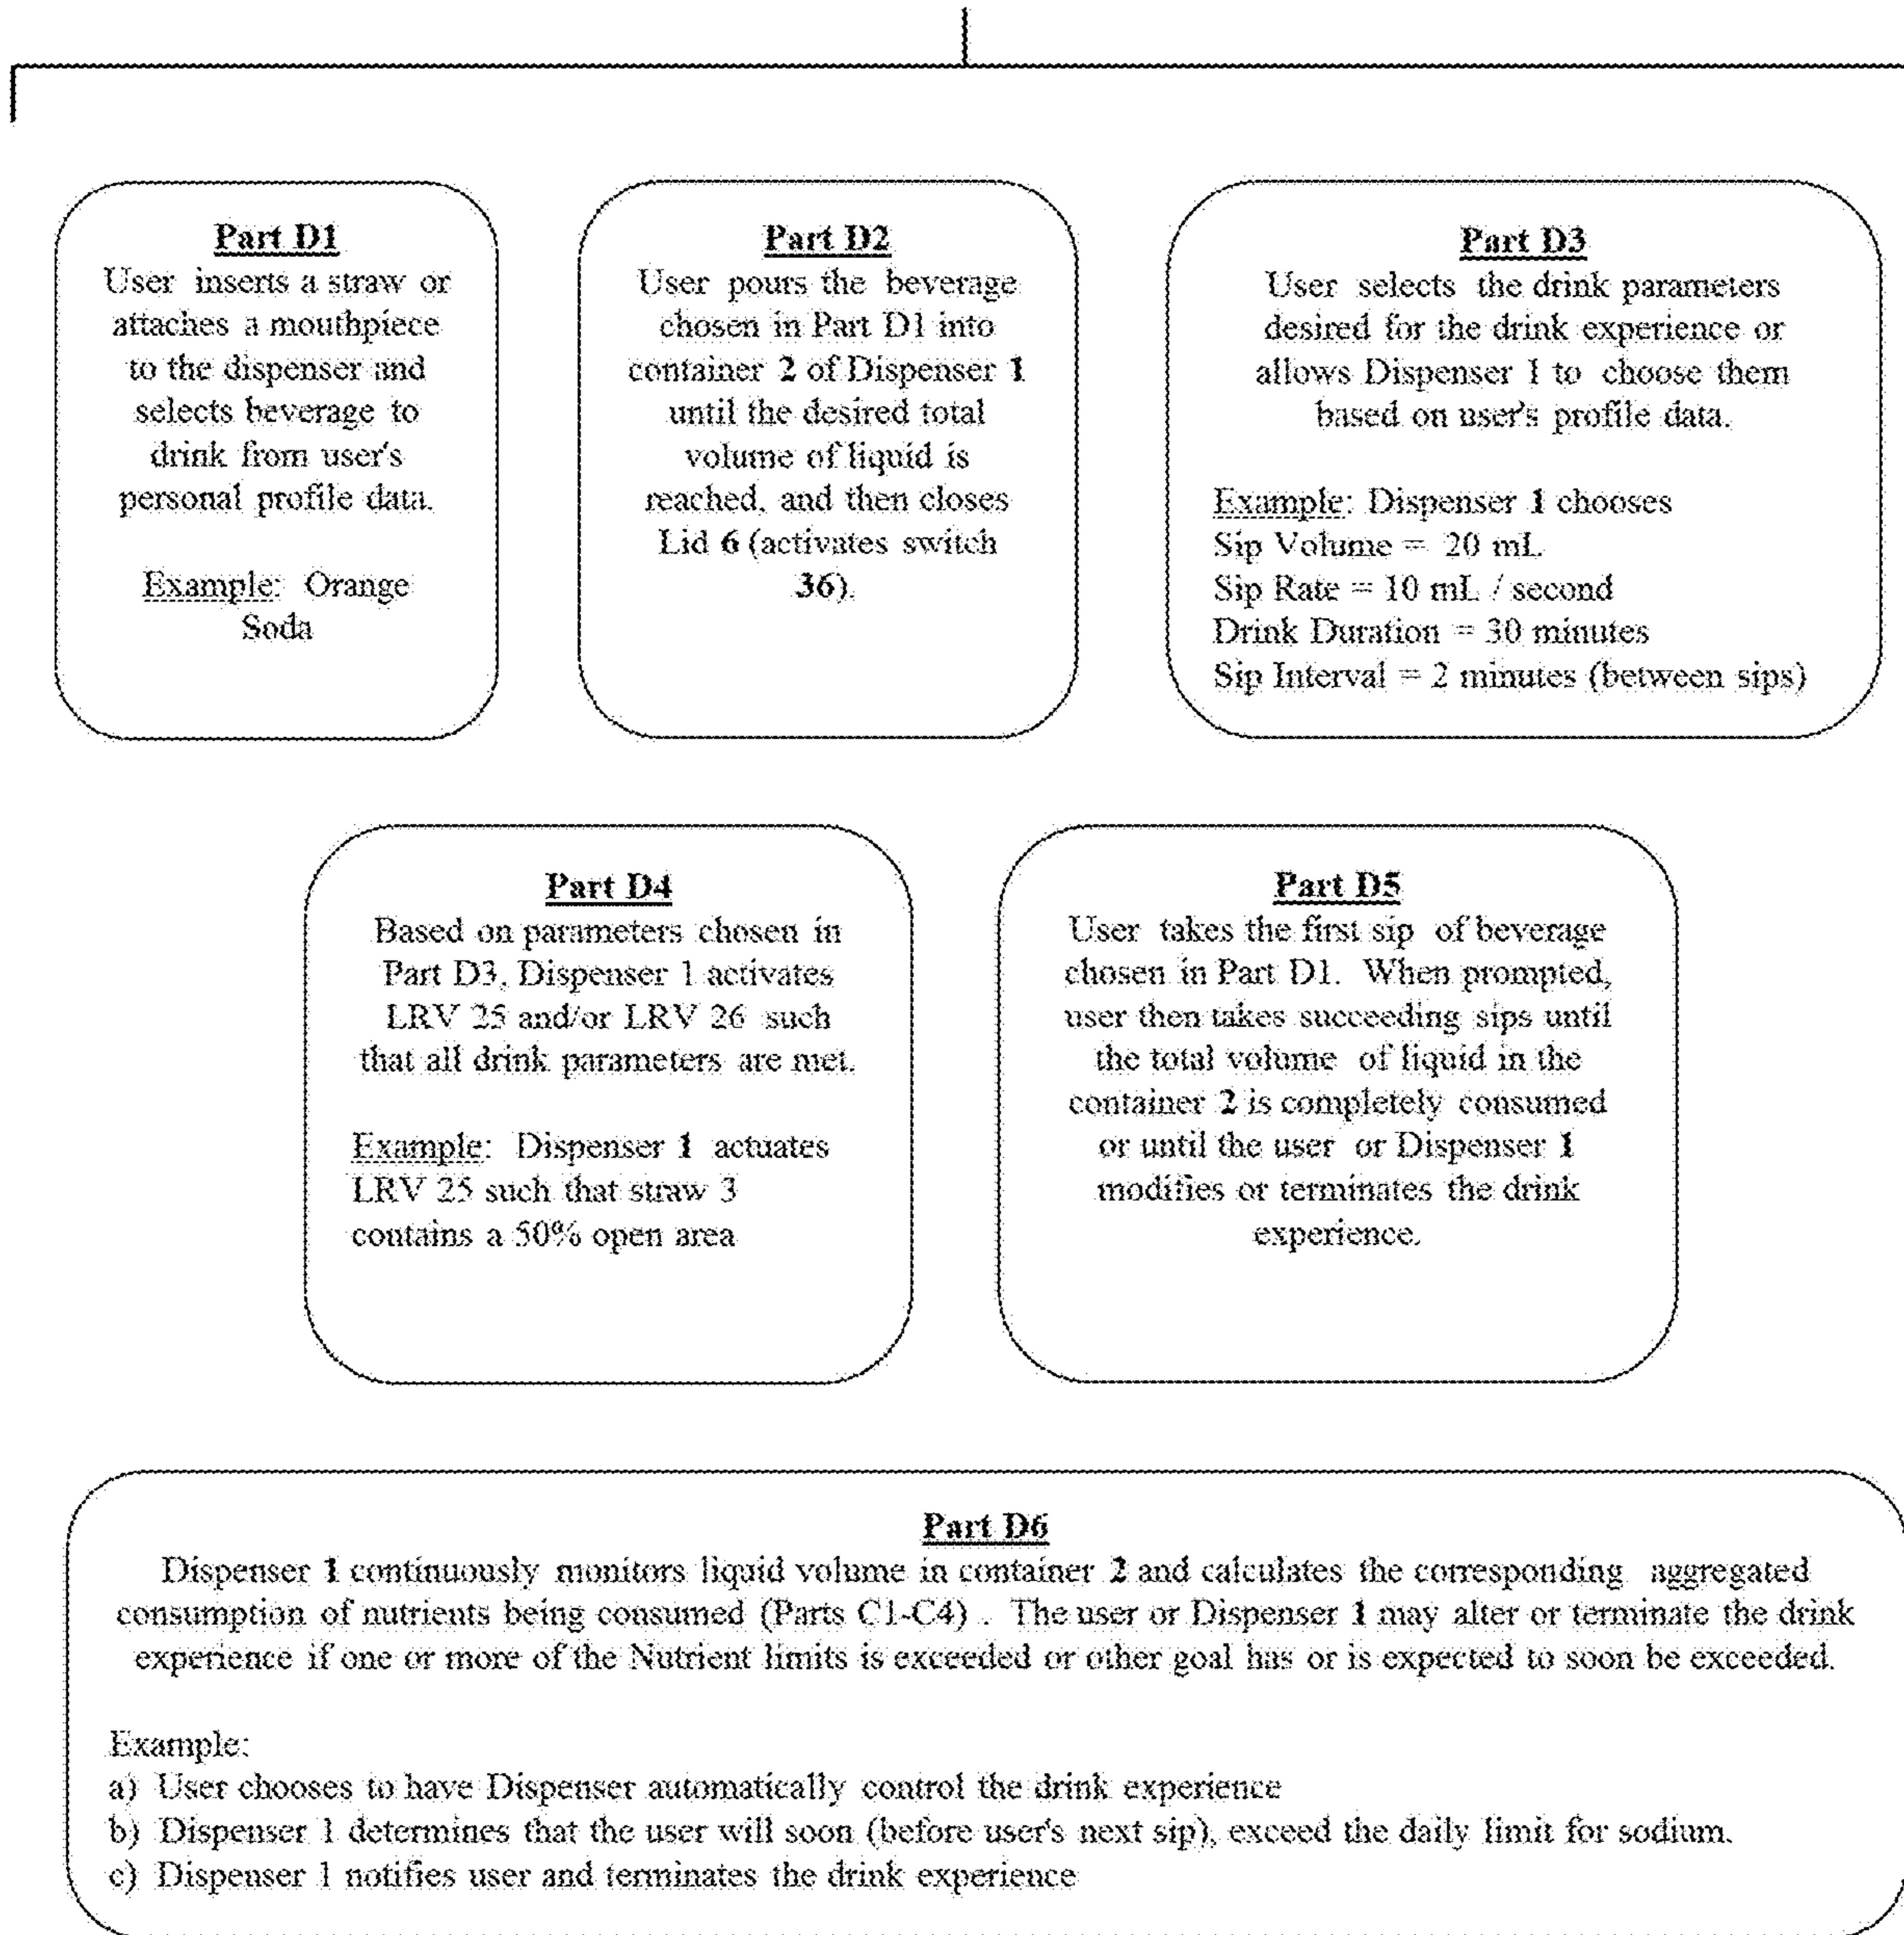 Part D1
User inserts a straw or
attaches a mouthpiece
to the dispenser and
selects beverage to
drink from user's
personal profile data.
Example: Orange
Soda
Part D2
User pours the beverage
chosen in Part D1 into
container 2 of Dispenser 1
until the desired total
volume of liquid is
reached, and then closes
Lid 6 (activates switch
36).
Part D3
User selects the drink parameters
desired for the drink experience or
allows Dispenser 1 to choose them
based on user's profile data.
Example: Dispenser 1 chooses
Sip Volume = 20 mL
Sip Rate = 10 mL / second
Drink Duration = 30 minutes
Sip Interval = 2 minutes (between sips)
Part D4
Based on parameters chosen in
Part D3, Dispenser 1 activates
LRV 25 and/or LRV 26 such
that all drink parameters are met.
Example: Dispenser 1 actuates
LRV 25 such that straw 3
contains a 50% open area
Part D5
User takes the first sip of beverage
chosen in Part D1. When prompted,
user then takes succeeding sips until
the total volume of liquid in the
container 2 is completely consumed
or until the user or Dispenser 1
modifies or terminates the drink
experience.
Part D6
Dispenser 1 continuously monitors liquid volume in container 2 and calculates the corresponding aggregated
consumption of nutrients being consumed (Parts C1-C4) . The user or Dispenser 1 may alter or terminate the drink
experience if one or more of the Nutrient limits is exceeded or other goal has or is expected to soon be exceeded.
Example:
a) User chooses to have Dispenser automatically control the drink experience
b) Dispenser 1 determines that the user will soon (before user's next sip), exceed the daily limit for sodium.
c) Dispenser 1 notifies user and terminates the drink experience